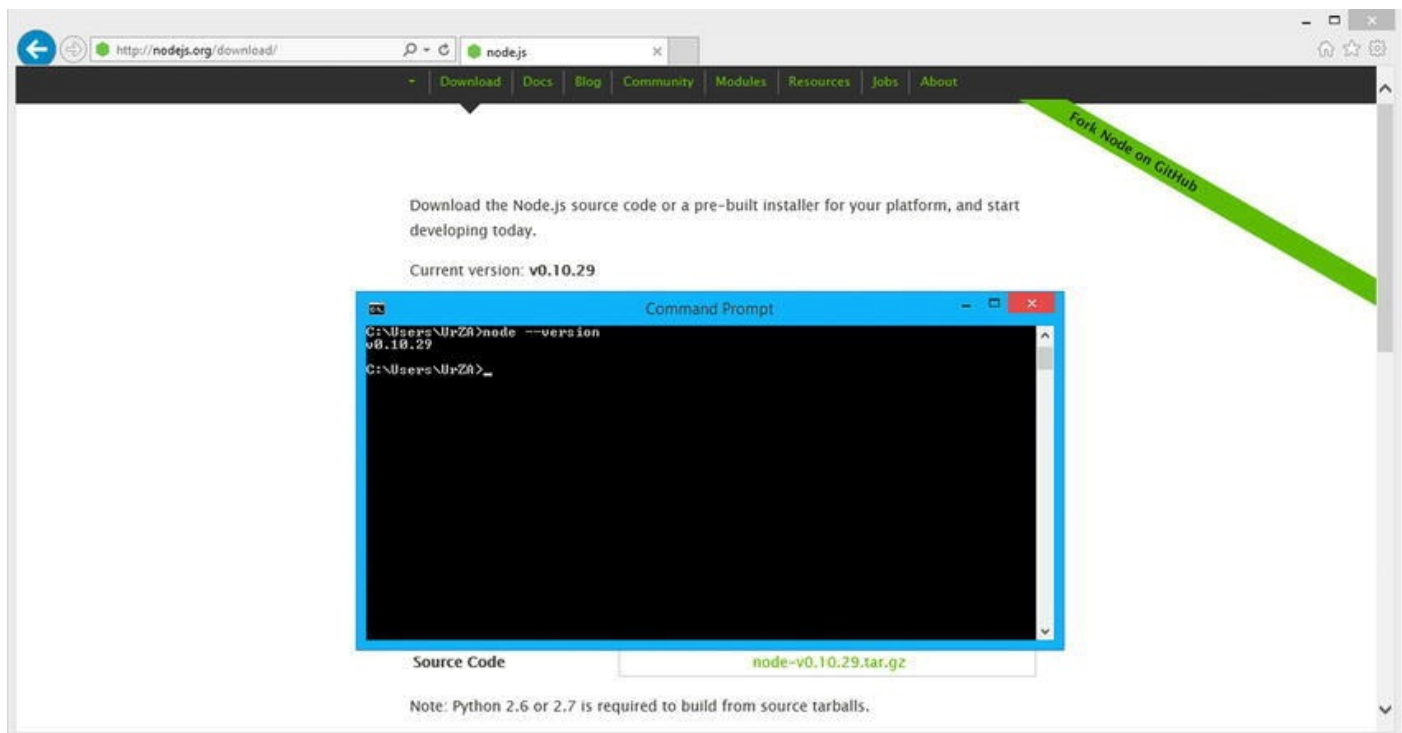 http://nodejs.org/download/
node.js
Download Docs Blog Community Modules Resources Jobs About
Fork Node on GitHub
Download the Node.js source code or a pre-built installer for your platform, and start
developing today.
Current version: v0.10.29
Command Prompt
C:\Users\UrZA>node --version
v0.10.29
C:\Users\UrZA>_
Source Code node-v0.10.29.tar.gz
Note: Python 2.6 or 2.7 is required to build from source tarballs.